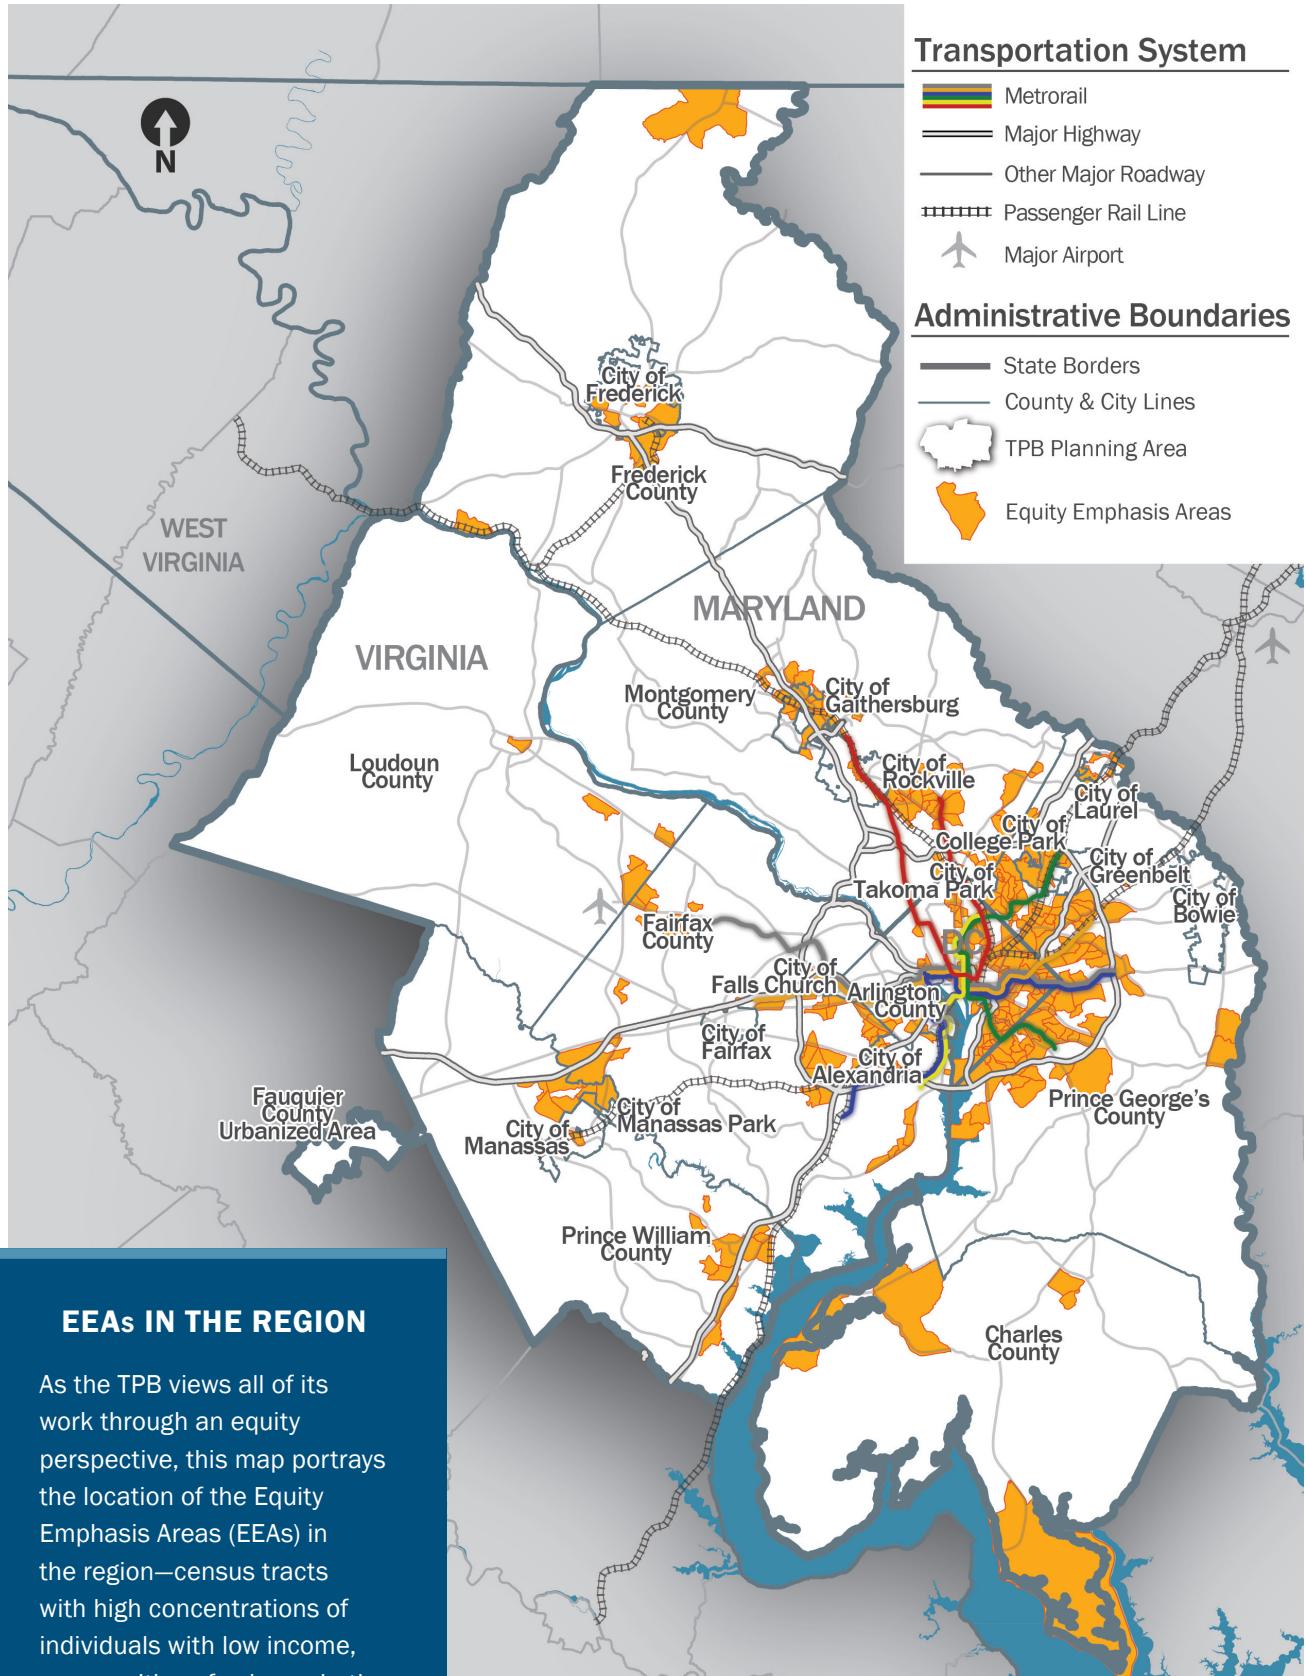 Transportation System
Metrorail
Major Highway
Other Major Roadway
Passenger Rail Line
Major Airport
Administrative Boundaries
State Borders
County & City Lines
TPB Planning Area
Equity Emphasis Areas
N
City of
Frederick
Frederick
County
WEST
VIRGINIA
MARYLAND
VIRGINIA
Montgomery
County
City of
Gaithersburg
Loudoun
County
City of
Rockville
City of
Laurel
City of
College Park
City of
Greenbelt
City of
Takoma Park
City of
Bowie
Fairfax
County
City of
Falls Church
Arlington
County
City of
Fairfax
City of
Alexandria
Prince George's
County
Fauquier
County
Urbanized Area
City of
Manassas Park
City of
Manassas
Prince William
County
Charles
County
EEAs IN THE REGION
As the TPB views all of its
work through an equity
perspective, this map portrays
the location of the Equity
Emphasis Areas (EEAs) in
the region—census tracts
with high concentrations of
individuals with low income,